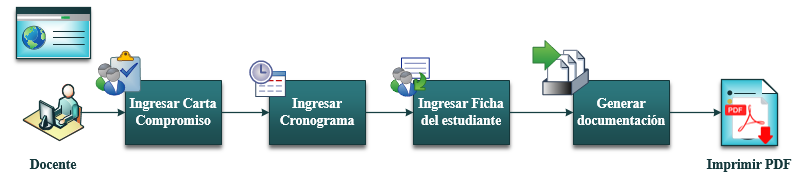 Ingresar Carta
Compromiso
Ingresar
Cronograma
Ingresar Ficha
del estudiante
Generar
documentación
PDF
Docente
Imprimir PDF